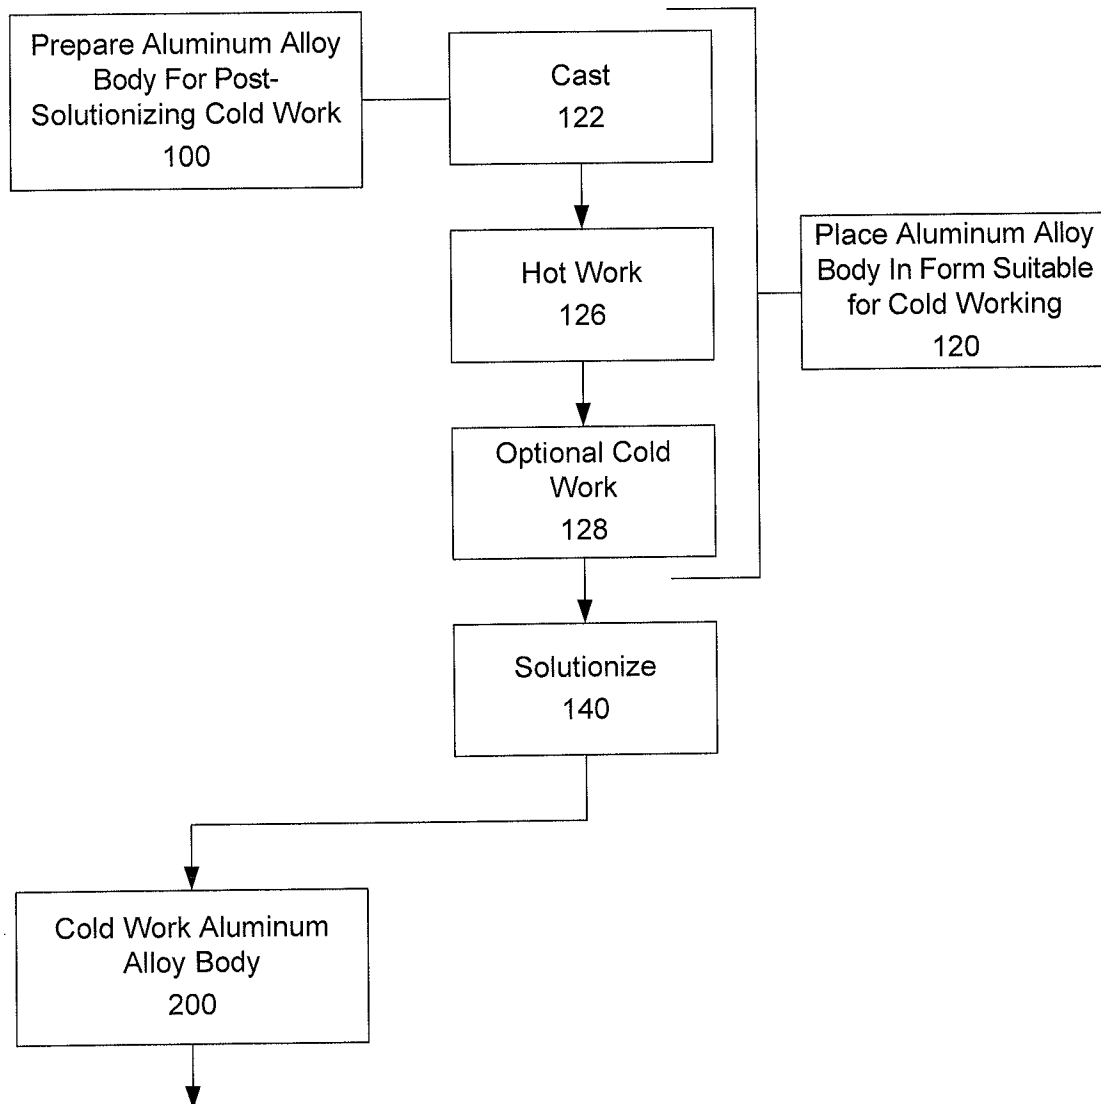 Prepare Aluminum Alloy
Body For Post-
Solutionizing Cold Work
100
Cast
122
Hot Work
126
Place Aluminum Alloy
Body In Form Suitable
for Cold Working
120
Optional Cold
Work
128
Solutionize
140
Cold Work Aluminum
Alloy Body
200